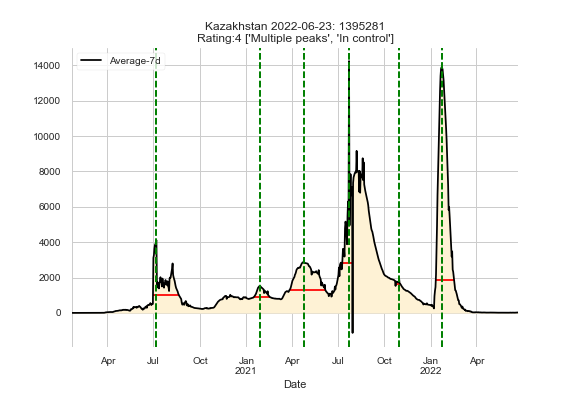 Kazakhstan 2022-06-23: 1395281
Rating:4 ['Multiple peaks', 'In control']
Average-7d
14000
12000
10000
8000
6000
4000
2000
0
Apr
Jul
Oct
Jan
2021
Apr
Jul
Oct
Jan
2022
Apr
Date